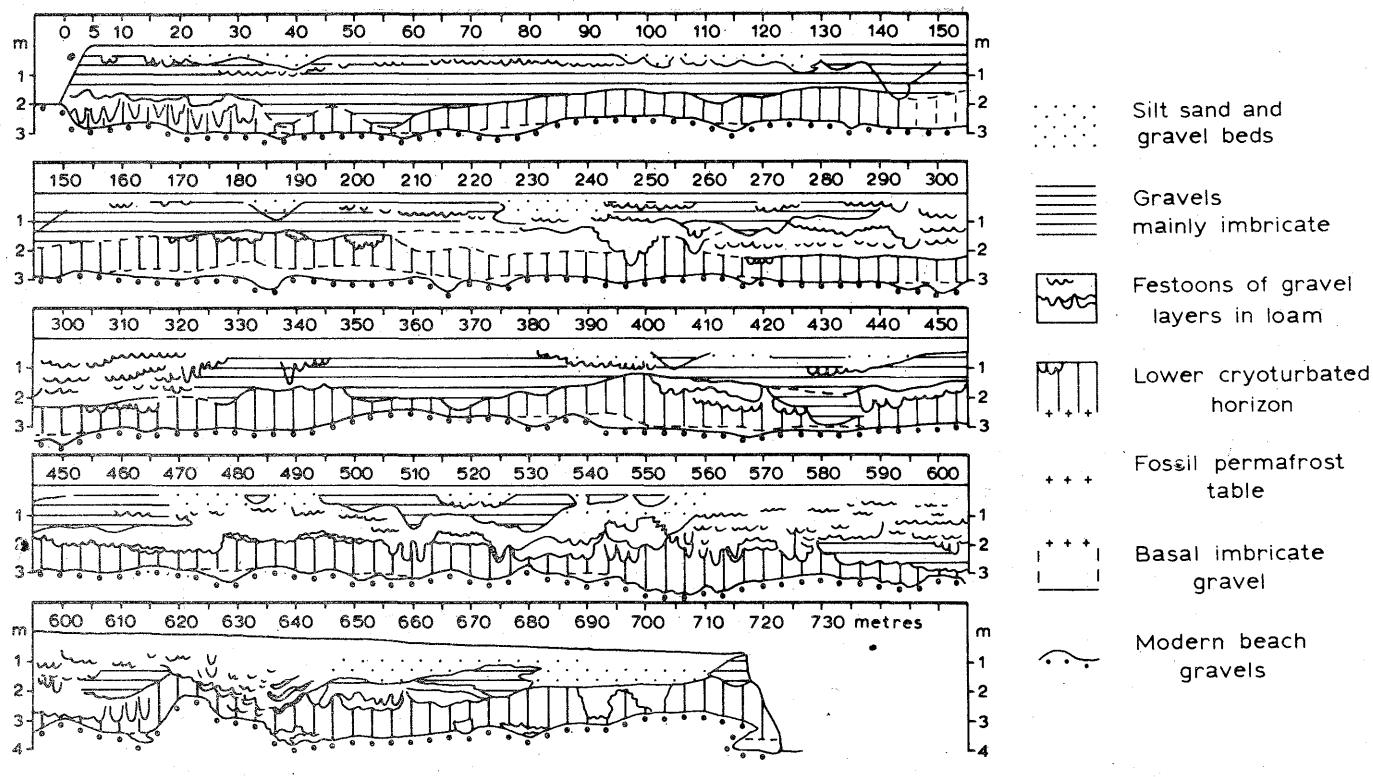 0 5 10 20 30 40 50 60 70 80 90 100 110 120 130 140 150
m m
1 1
2 2
3 3
150 160 170 180 190 200 210 220 230 240 250 260 270 280 290 300
1 1
2 2
3 3
300 310 320 330 340 350 360 370 380 390 400 410 420 430 440 450
1 1
2 2
3 3
450 460 470 480 490 500 510 520 530 540 550 560 570 580 590 600
1 1
2 2
3 3
600 610 620 630 640 650 660 670 680 690 700 710 720 730 metres
m m
1 1
2 2
3 3
4 4
Silt sand and
gravel beds
Gravels
mainly imbricate
Festoons of gravel
layers in loam
Lower cryoturbated
horizon
Fossil permafrost
table
Basal imbricate
gravel
Modern beach
gravels